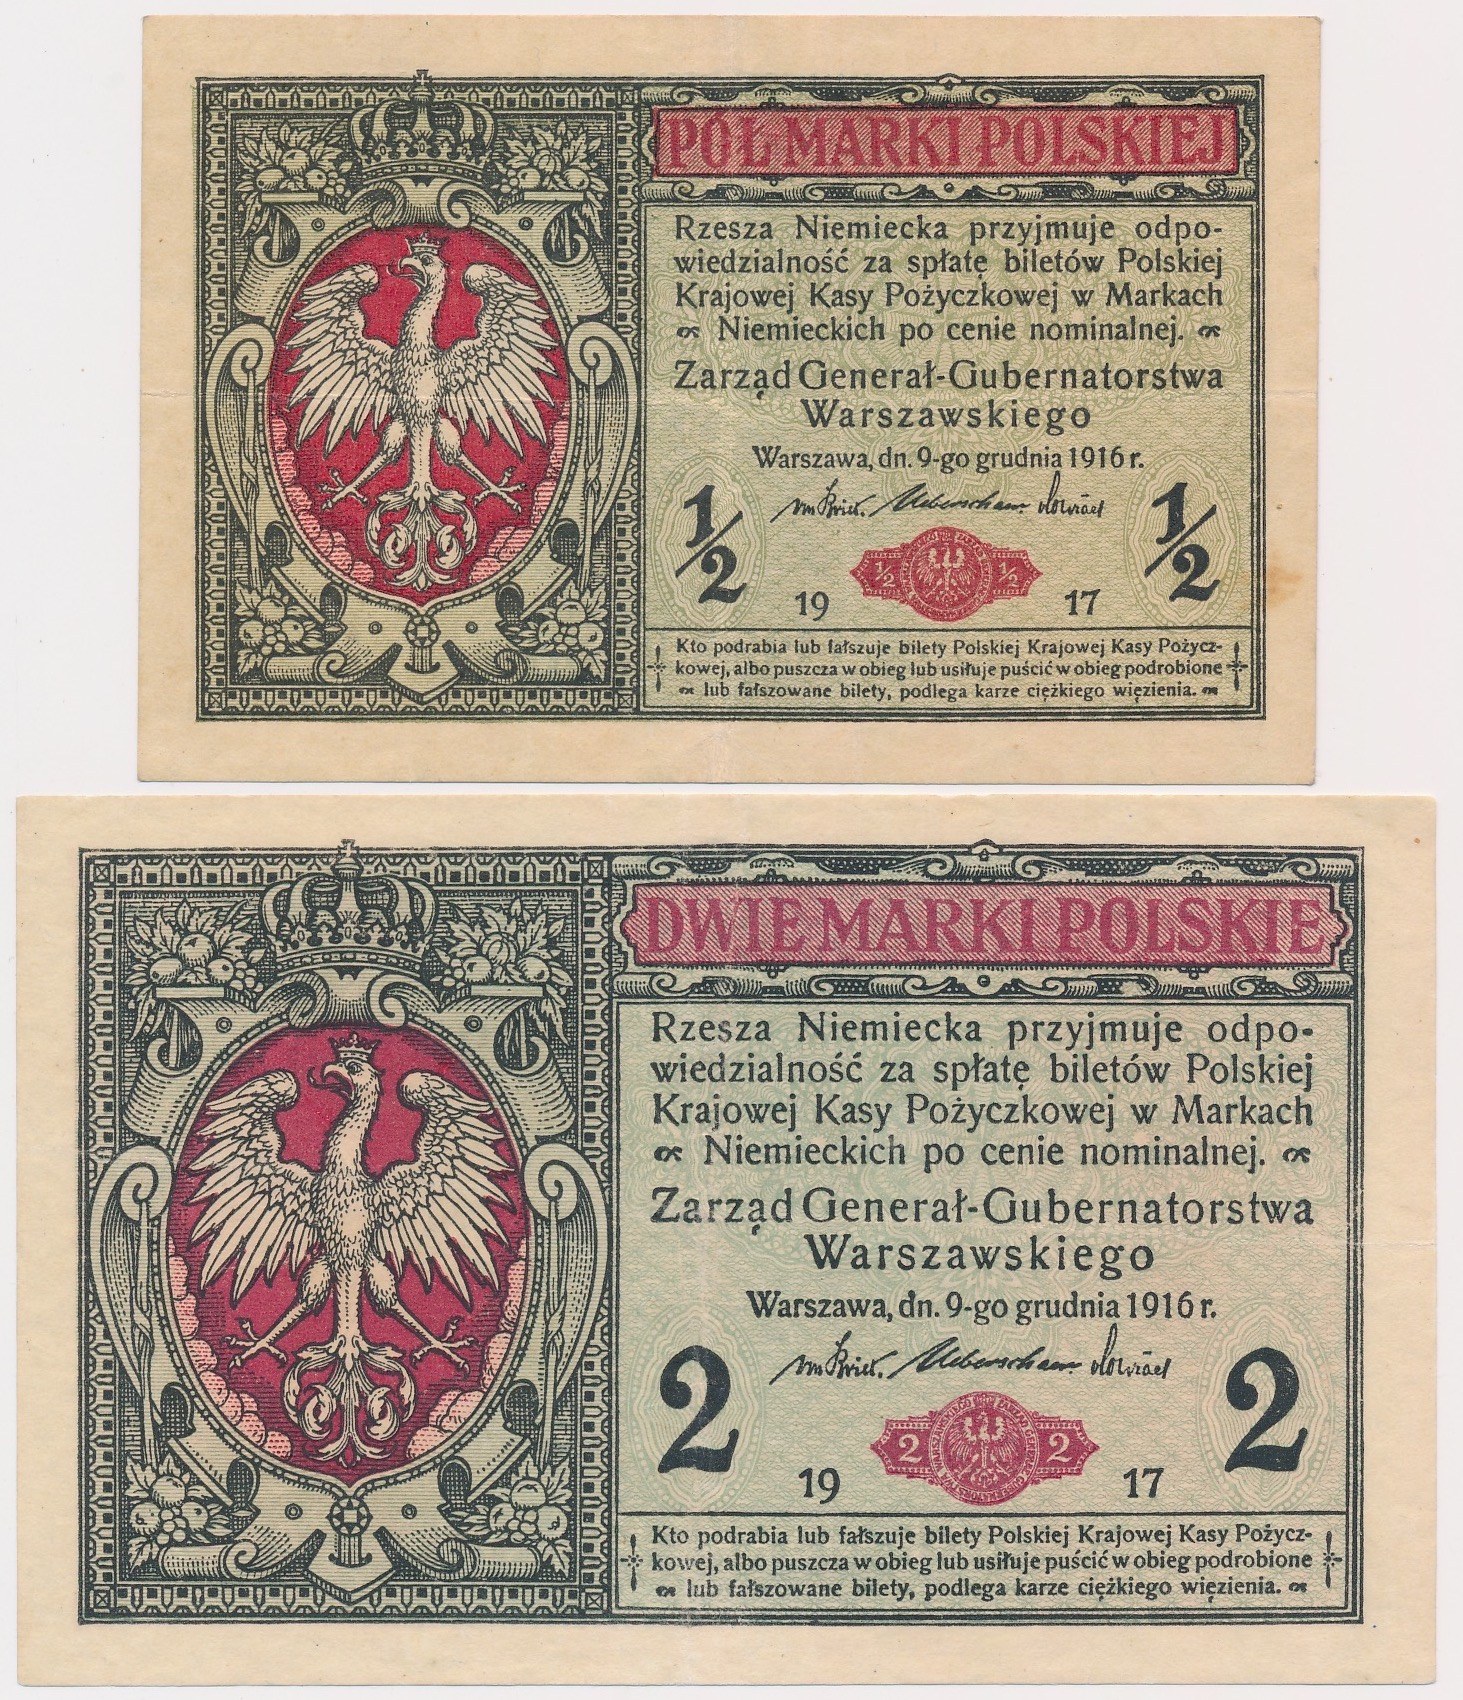 PÓŁ MARKI POLSKIEJ
Rzesza Niemiecka przyjmuje odpo-
wiedzialność za spłatę biletów Polskiej
Krajowej Kasy Pożyczkowej w Markach
Niemieckich po cenie nominalnej.
Zarząd Generał-Gubernatorstwa
Warszawskiego
Warszawa, dn. 9-go grudnia 1916 r.
1/2 1/2
1/2 1/2
19 17
Kto podrabia lub fałszuje bilety Polskiej Krajowej Kasy Pożycz-
kowej, albo puszcza w obieg lub usiłuje puścić w obieg podrobione
lub fałszowane bilety, podlega karze ciężkiego więzienia.
DWIE MARKI POLSKIE
Rzesza Niemiecka przyjmuje odpo-
wiedzialność za spłatę biletów Polskiej
Krajowej Kasy Pożyczkowej w Markach
Niemieckich po cenie nominalnej.
Zarząd Generał-Gubernatorstwa
Warszawskiego
Warszawa, dn. 9-go grudnia 1916 r.
2 2
2 2
19 17
Kto podrabia lub fałszuje bilety Polskiej Krajowej Kasy Pożycz-
kowej, albo puszcza w obieg lub usiłuje puścić w obieg podrobione
lub fałszowane bilety, podlega karze ciężkiego więzienia.